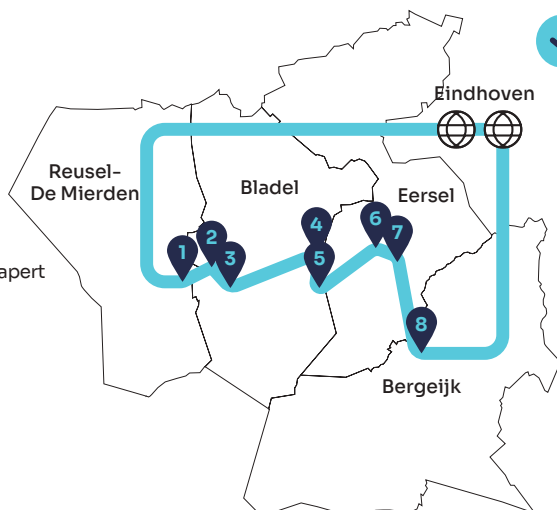 Eindhoven
Reusel-
De Mierden
Bladel
Eersel
apert
1
2
3
4
5
6
7
8
Bergeijk